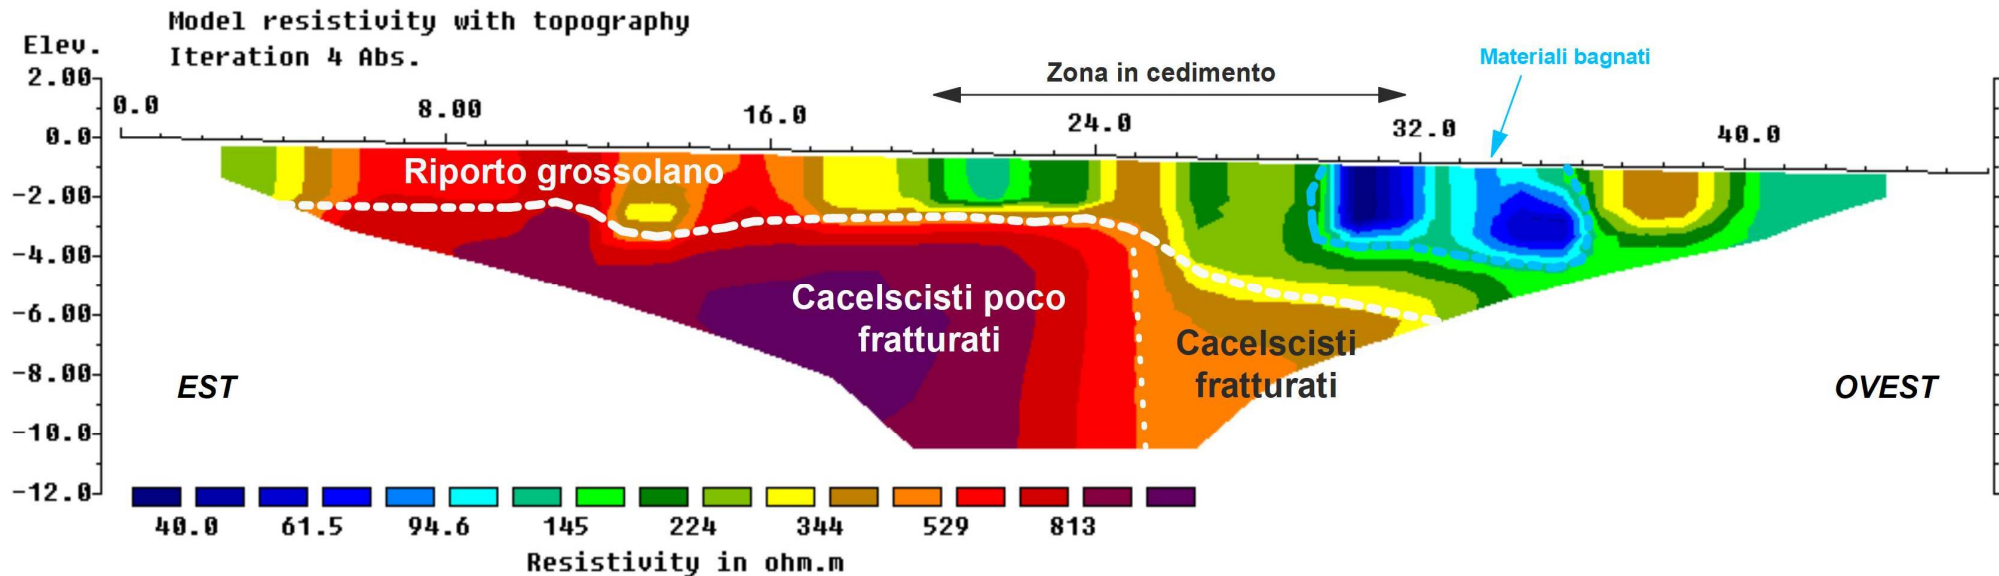 Model resistivity with topography
Elev.
Iteration 4 Abs.
Materiali bagnati
Zona in cedimento
2.00
0.0 8.00 16.0 24.0 32.0 40.0
0.0
Riporto grossolano
-2.00
-4.00
Cacelscisti poco
fratturati
-6.00
Cacelscisti
fratturati
-8.00
EST
OVEST
-10.0
-12.0
40.0 61.5 94.6 145 224 344 529 813
Resistivity in ohm.m